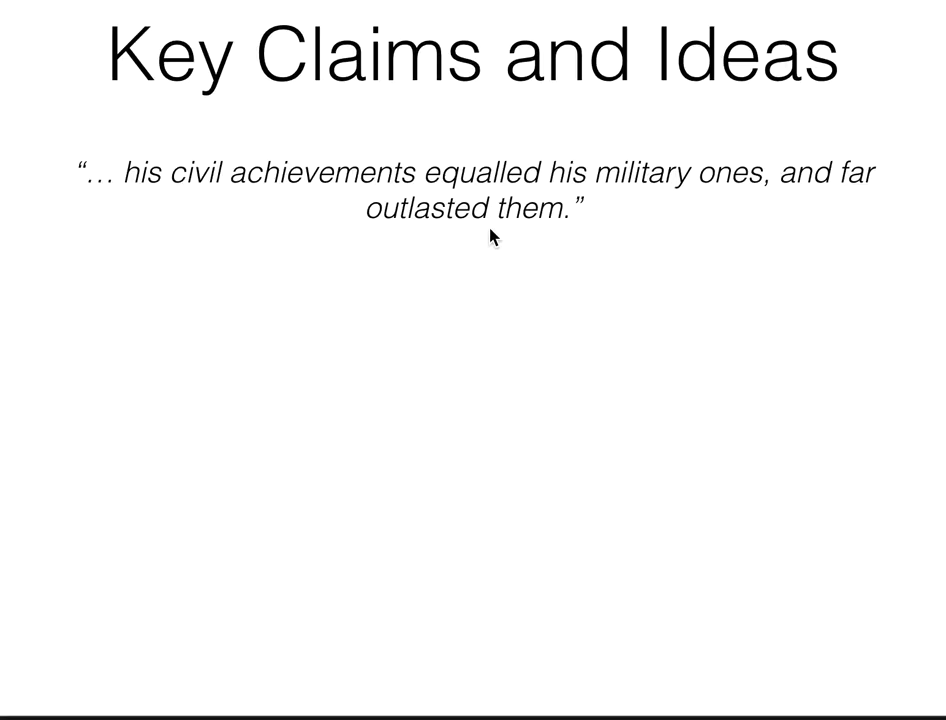 Key Claims and Ideas
“… his civil achievements equalled his military ones, and far
outlasted them.”